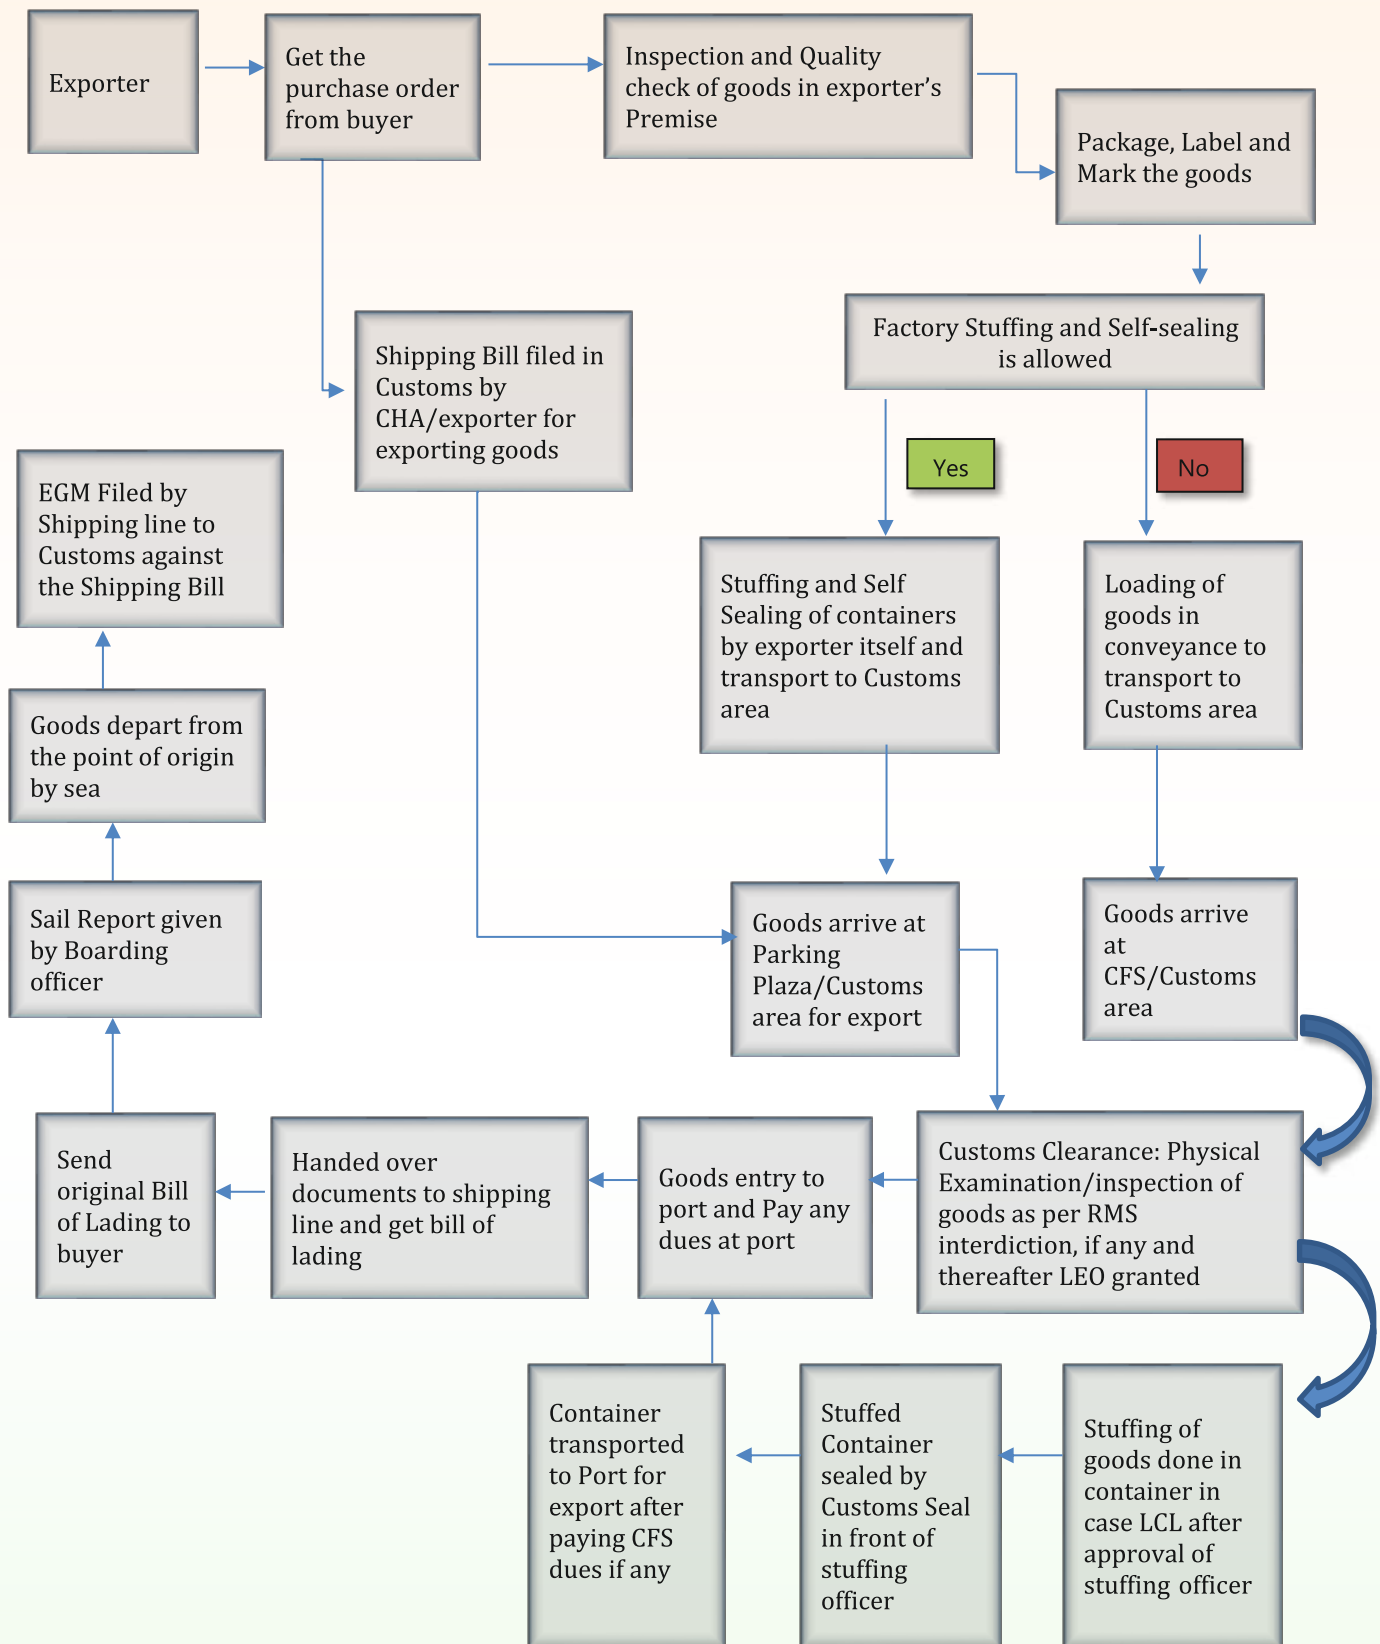 Exporter
Get the
purchase order
from buyer
Inspection and Quality
check of goods in exporter’s
Premise
Package, Label and
Mark the goods
Factory Stuffing and Self-sealing
is allowed
Shipping Bill filed in
Customs by
CHA/exporter for
exporting goods
Yes
No
EGM Filed by
Shipping line to
Customs against
the Shipping Bill
Stuffing and Self
Sealing of containers
by exporter itself and
transport to Customs
area
Loading of
goods in
conveyance to
transport to
Customs area
Goods depart from
the point of origin
by sea
Sail Report given
by Boarding
officer
Goods arrive at
Parking
Plaza/Customs
area for export
Goods arrive
at
CFS/Customs
area
Send
original Bill
of Lading to
buyer
Handed over
documents to shipping
line and get bill of
lading
Goods entry to
port and Pay any
dues at port
Customs Clearance: Physical
Examination/inspection of
goods as per RMS
interdiction, if any and
thereafter LEO granted
Container
transported
to Port for
export after
paying CFS
dues if any
Stuffed
Container
sealed by
Customs Seal
in front of
stuffing
officer
Stuffing of
goods done in
container in
case LCL after
approval of
stuffing officer